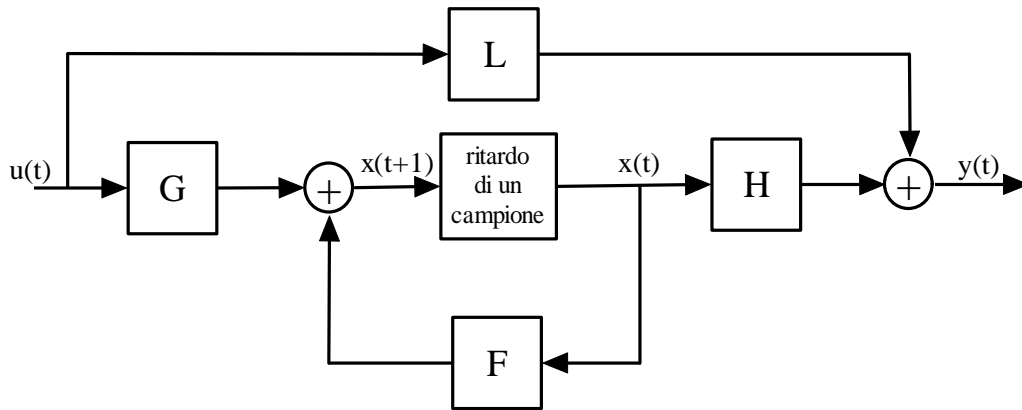 L
u(t)
G
+
x(t+1)
ritardo
di un
campione
x(t)
H
+
y(t)
F